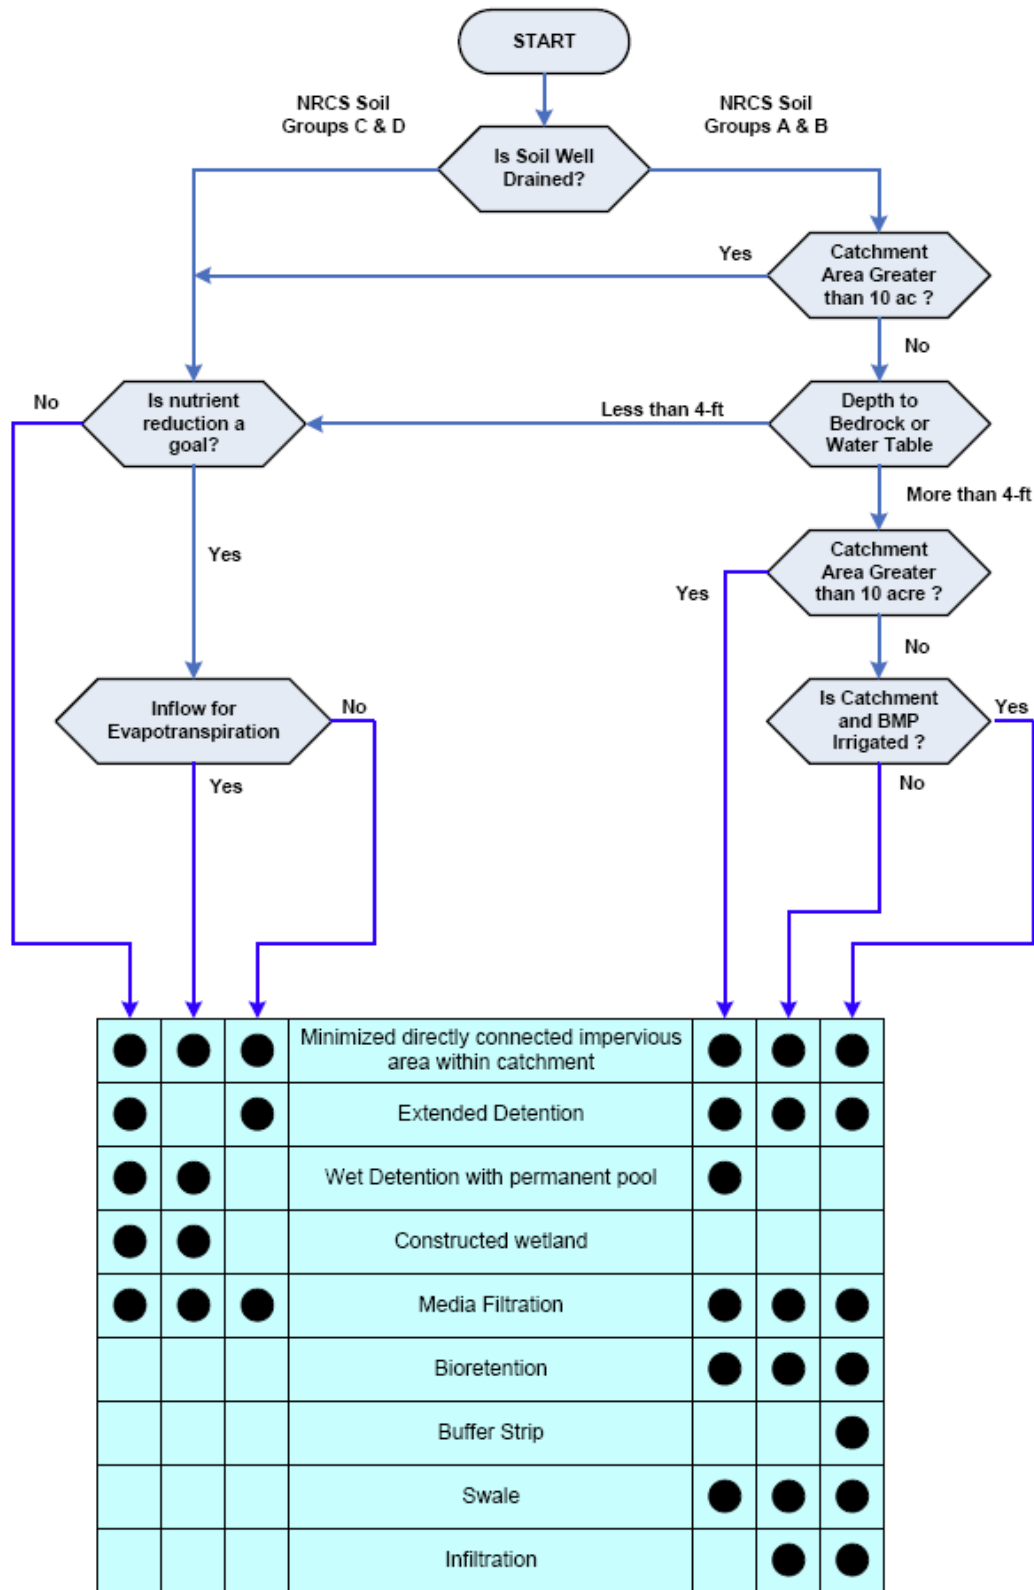 START
NRCS Soil
Groups C & D
NRCS Soil
Groups A & B
Is Soil Well
Drained?
Yes
Catchment
Area Greater
than 10 ac ?
No
No
Is nutrient
reduction a
goal?
Less than 4-ft
Depth to
Bedrock or
Water Table
More than 4-ft
Yes
Catchment
Area Greater
than 10 acre ?
Yes
No
Inflow for
Evapotranspiration
No
Is Catchment
and BMP
Irrigated ?
Yes
Yes
No
Minimized directly connected impervious
area within catchment
Extended Detention
Wet Detention with permanent pool
Constructed wetland
Media Filtration
Bioretention
Buffer Strip
Swale
Infiltration